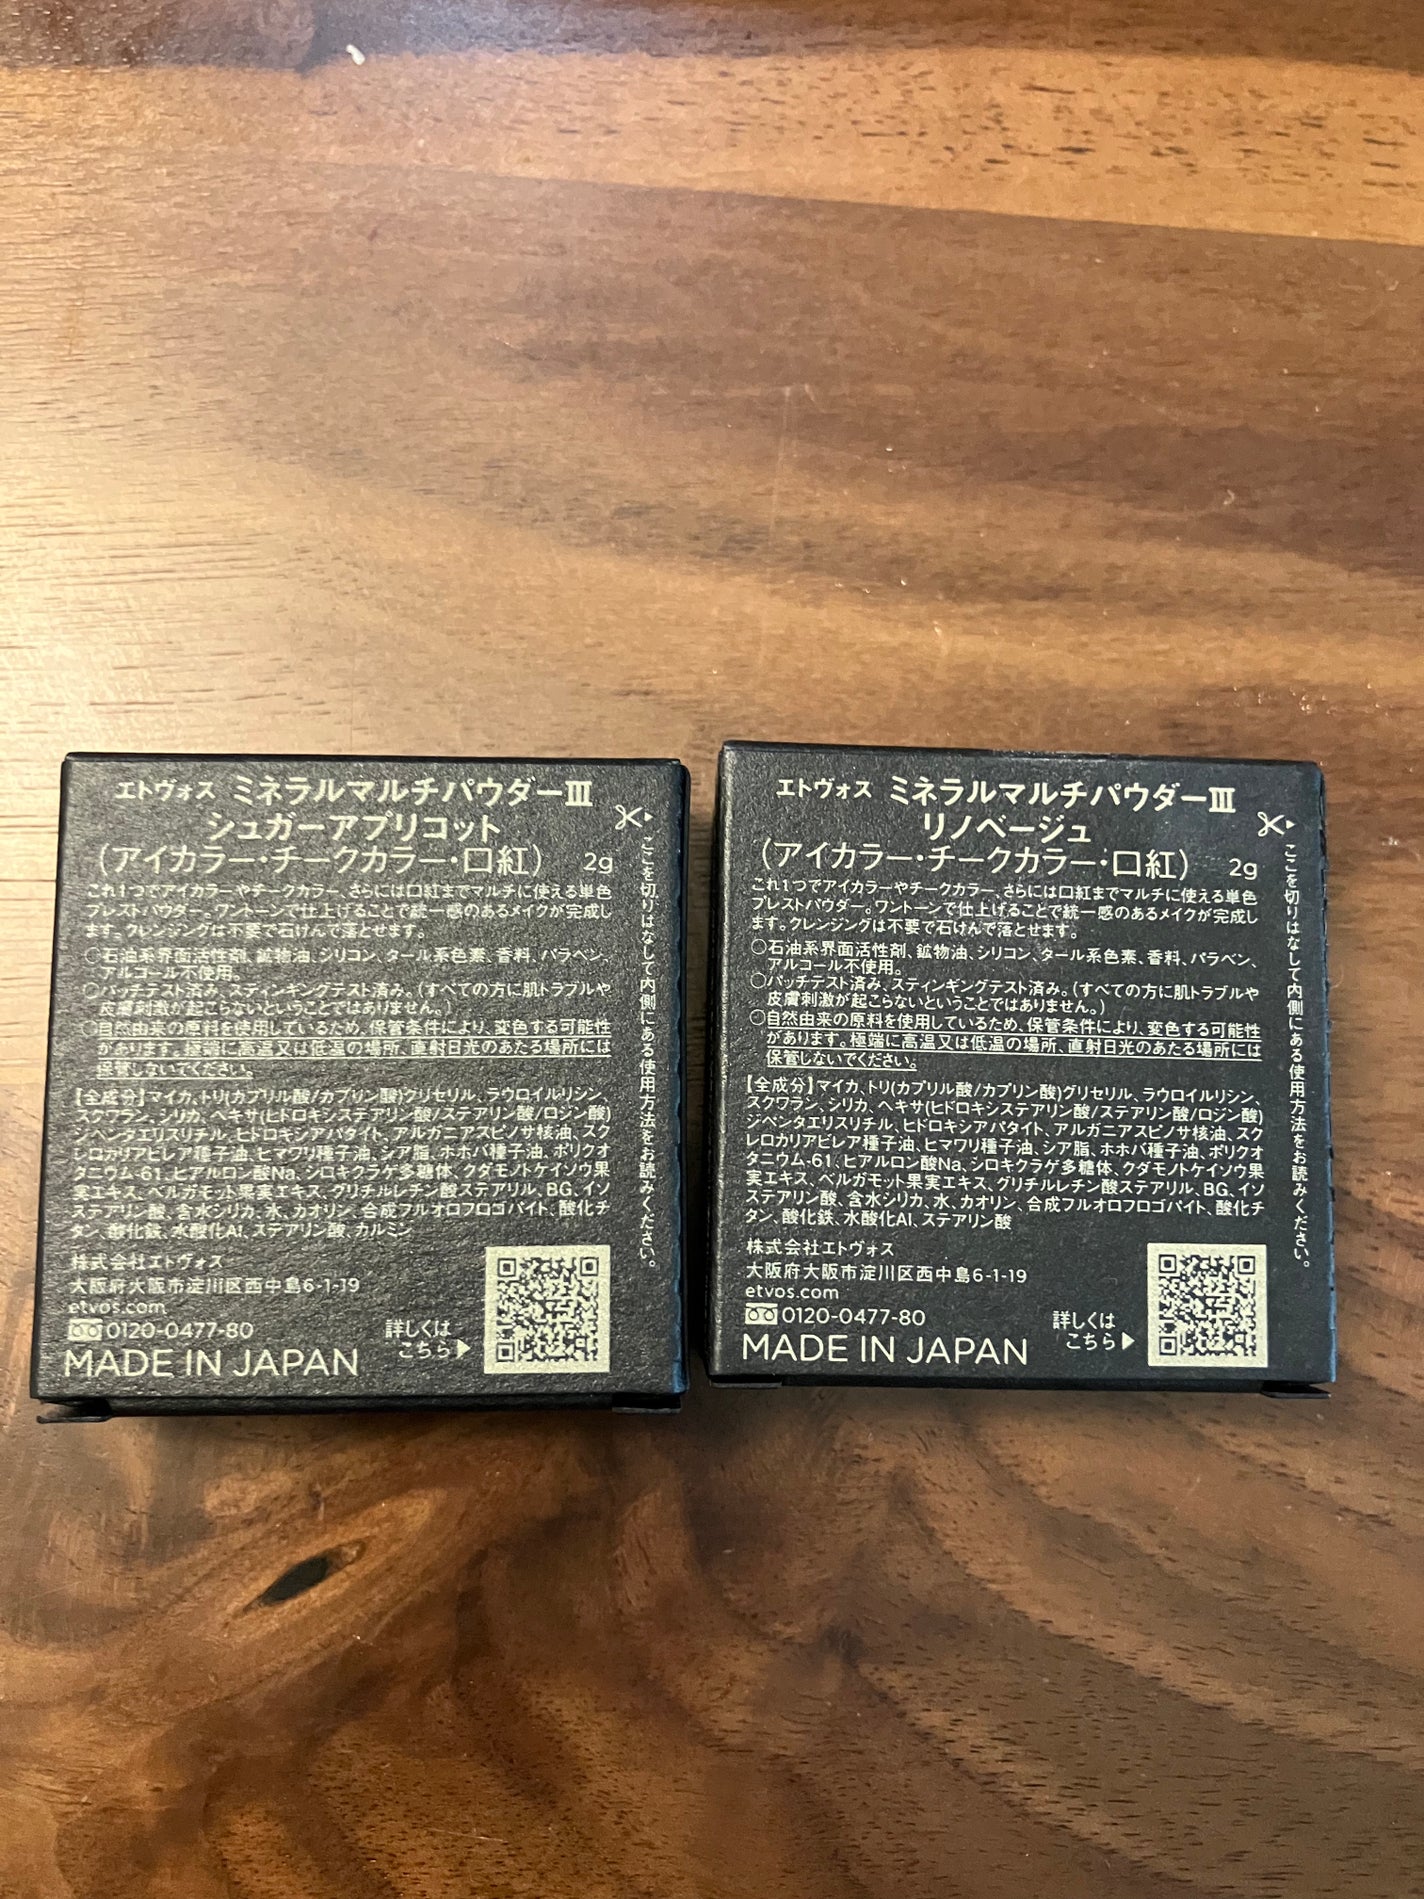 エトヴォス ミネラルマルチパウダーⅢ
シュガーアプリコット
(アイカラー・チークカラー・口紅) 2g
これ1つでアイカラーやチークカラー、さらには口紅までマルチに使える単色
プレストパウダー。ワントーンで仕上げることで統一感のあるメイクが完成し
ます。クレンジングは不要で石けんで落とせます。
○石油系界面活性剤、鉱物油、シリコン、タール系色素、香料、パラベン、
アルコール不使用。
○パッチテスト済み、スティンギングテスト済み。(すべての方に肌トラブルや
皮膚刺激が起こらないということではありません。)
○自然由来の原料を使用しているため、保管条件により、変色する可能性
があります。極端に高温又は低温の場所、直射日光のあたる場所には
保管しないでください。
【全成分】マイカ、トリ(カプリル酸/カプリン酸)グリセリル、ラウロイルリシン、
スクワラン、シリカ、ヘキサ(ヒドロキシステアリン酸/ステアリン酸/ロジン酸)
ジペンタエリスリチル、ヒドロキシアパタイト、アルガニアスピノサ核油、スク
レロカリアビレア種子油、ヒマワリ種子油、シア脂、ホホバ種子油、ポリクオ
タニウム-61、ヒアルロン酸Na、シロキクラゲ多糖体、クダモノトケイソウ果
実エキス、ベルガモット果実エキス、グリチルレチン酸ステアリル、BG、イソ
ステアリン酸、含水シリカ、水、カオリン、合成フルオロフロゴパイト、酸化チ
タン、酸化鉄、水酸化Al、ステアリン酸、カルミン
株式会社エトヴォス
大阪府大阪市淀川区西中島6-1-19
etvos.com
0120-0477-80
MADE IN JAPAN
詳しくは
こちら▶
ここを切りはなして内側にある使用方法をお読みください。
エトヴォス ミネラルマルチパウダーⅢ
リノベージュ
(アイカラー・チークカラー・口紅) 2g
これ1つでアイカラーやチークカラー、さらには口紅までマルチに使える単色
プレストパウダー。ワントーンで仕上げることで統一感のあるメイクが完成し
ます。クレンジングは不要で石けんで落とせます。
○石油系界面活性剤、鉱物油、シリコン、タール系色素、香料、パラベン、
アルコール不使用。
○パッチテスト済み、スティンギングテスト済み。(すべての方に肌トラブルや
皮膚刺激が起こらないということではありません。)
○自然由来の原料を使用しているため、保管条件により、変色する可能性
があります。極端に高温又は低温の場所、直射日光のあたる場所には
保管しないでください。
【全成分】マイカ、トリ(カプリル酸/カプリン酸)グリセリル、ラウロイルリシン、
スクワラン、シリカ、ヘキサ(ヒドロキシステアリン酸/ステアリン酸/ロジン酸)
ジペンタエリスリチル、ヒドロキシアパタイト、アルガニアスピノサ核油、スク
レロカリアビレア種子油、ヒマワリ種子油、シア脂、ホホバ種子油、ポリクオ
タニウム-61、ヒアルロン酸Na、シロキクラゲ多糖体、クダモノトケイソウ果
実エキス、ベルガモット果実エキス、グリチルレチン酸ステアリル、BG、イソ
ステアリン酸、含水シリカ、水、カオリン、合成フルオロフロゴパイト、酸化チ
タン、酸化鉄、水酸化Al、ステアリン酸
株式会社エトヴォス
大阪府大阪市淀川区西中島6-1-19
etvos.com
0120-0477-80
MADE IN JAPAN
詳しくは
こちら▶
ここを切りはなして内側にある使用方法をお読みください。